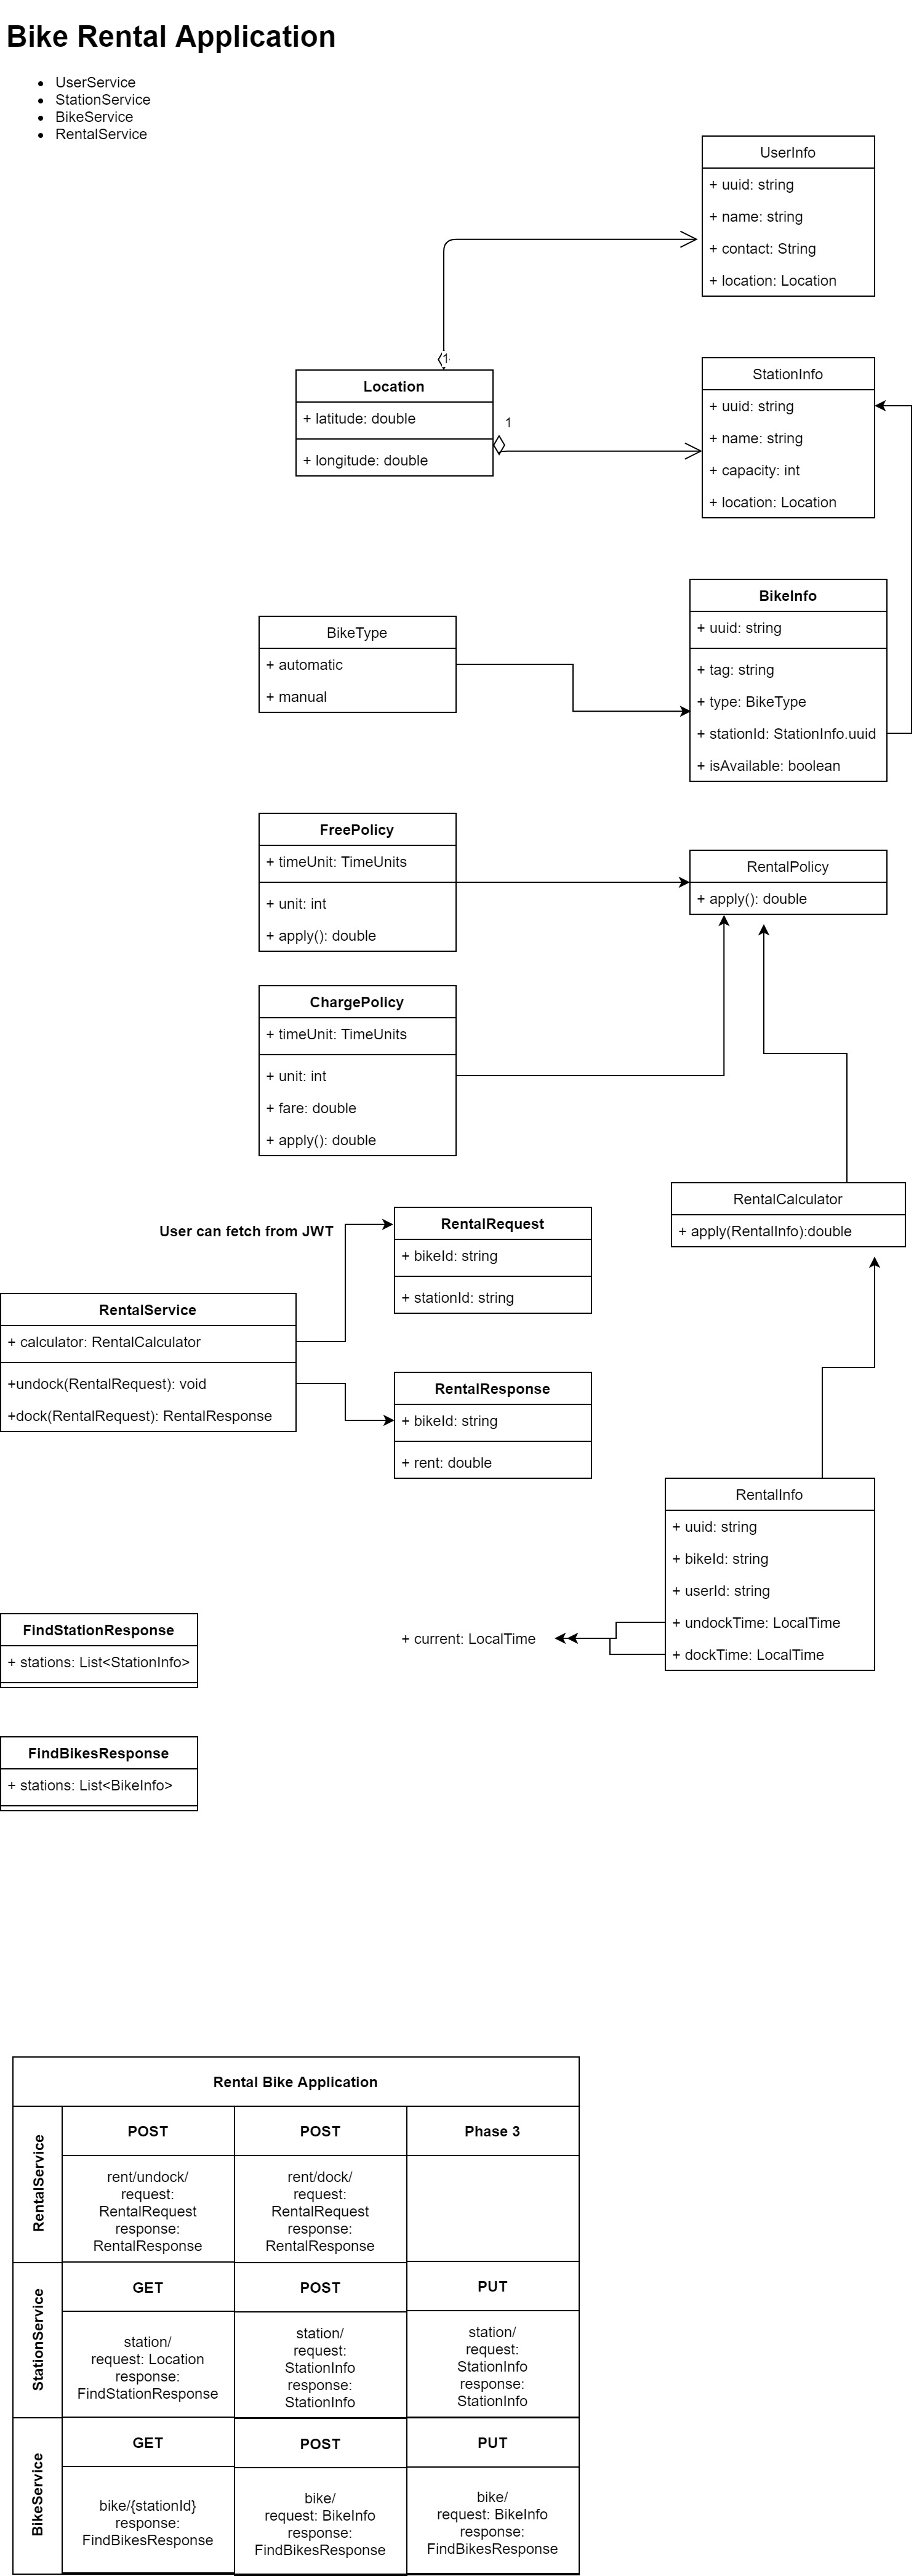 Bike Rental Application
UserService
StationService
BikeService
RentalService
UserInfo
+ uuid: string
+ name: string
+ contact: String
+ location: Location
1
Location
+ latitude: double
+ longitude: double
1
StationInfo
+ uuid: string
+ name: string
+ capacity: int
+ location: Location
BikeType
+ automatic
+ manual
BikeInfo
+ uuid: string
+ tag: string
+ type: BikeType
+ stationId: StationInfo.uuid
+ isAvailable: boolean
FreePolicy
+ timeUnit: TimeUnits
+ unit: int
+ apply(): double
RentalPolicy
+ apply(): double
ChargePolicy
+ timeUnit: TimeUnits
+ unit: int
+ fare: double
+ apply(): double
RentalCalculator
+ apply(RentalInfo):double
User can fetch from JWT
RentalRequest
+ bikeId: string
+ stationId: string
RentalService
+ calculator: RentalCalculator
+undock(RentalRequest): void
+dock(RentalRequest): RentalResponse
RentalResponse
+ bikeId: string
+ rent: double
RentalInfo
+ uuid: string
+ bikeId: string
+ userId: string
+ undockTime: LocalTime
+ dockTime: LocalTime
+ current: LocalTime
FindStationResponse
+ stations: List<StationInfo>
FindBikesResponse
+ stations: List<BikeInfo>
Rental Bike Application
RentalService
POST
rent/undock/
request:
RentalRequest
response:
RentalResponse
POST
rent/dock/
request:
RentalRequest
response:
RentalResponse
Phase 3
StationService
GET
station/
request: Location
response:
FindStationResponse
POST
station/
request:
StationInfo
response:
StationInfo
PUT
station/
request:
StationInfo
response:
StationInfo
BikeService
GET
bike/{stationId}
response:
FindBikesResponse
POST
bike/
request: BikeInfo
response:
FindBikesResponse
PUT
bike/
request: BikeInfo
response:
FindBikesResponse